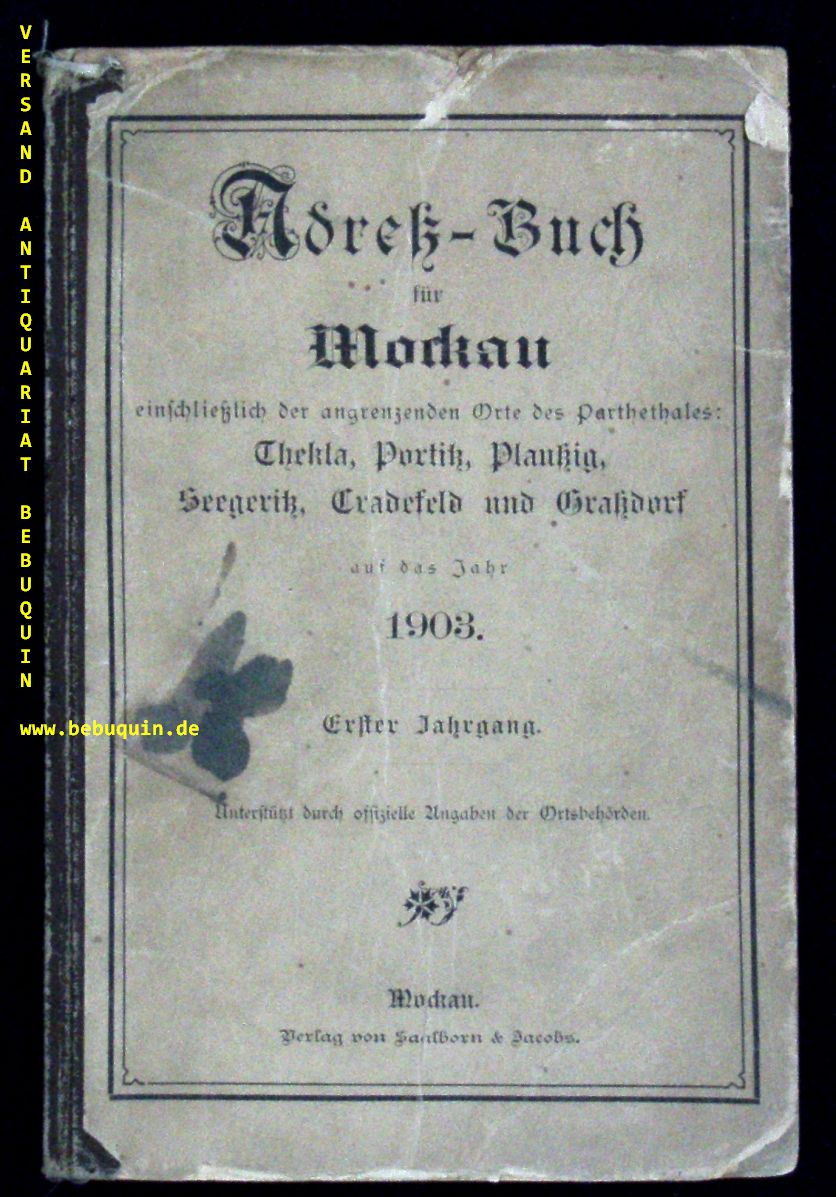 VERSAND ANTIQUARIAT BEBUQUIN
www.bebuquin.de
Adreß-Buch
für
Mockau
einschließlich der angrenzenden Orte des Parthethales:
Thekla, Portitz, Plaußig,
Seegeritz, Cradefeld und Graßdorf
auf das Jahr
1903.
Erster Jahrgang.
Unterstützt durch offizielle Angaben der Ortsbehörden.
Mockau.
Verlag von Saalborn & Jacobs.